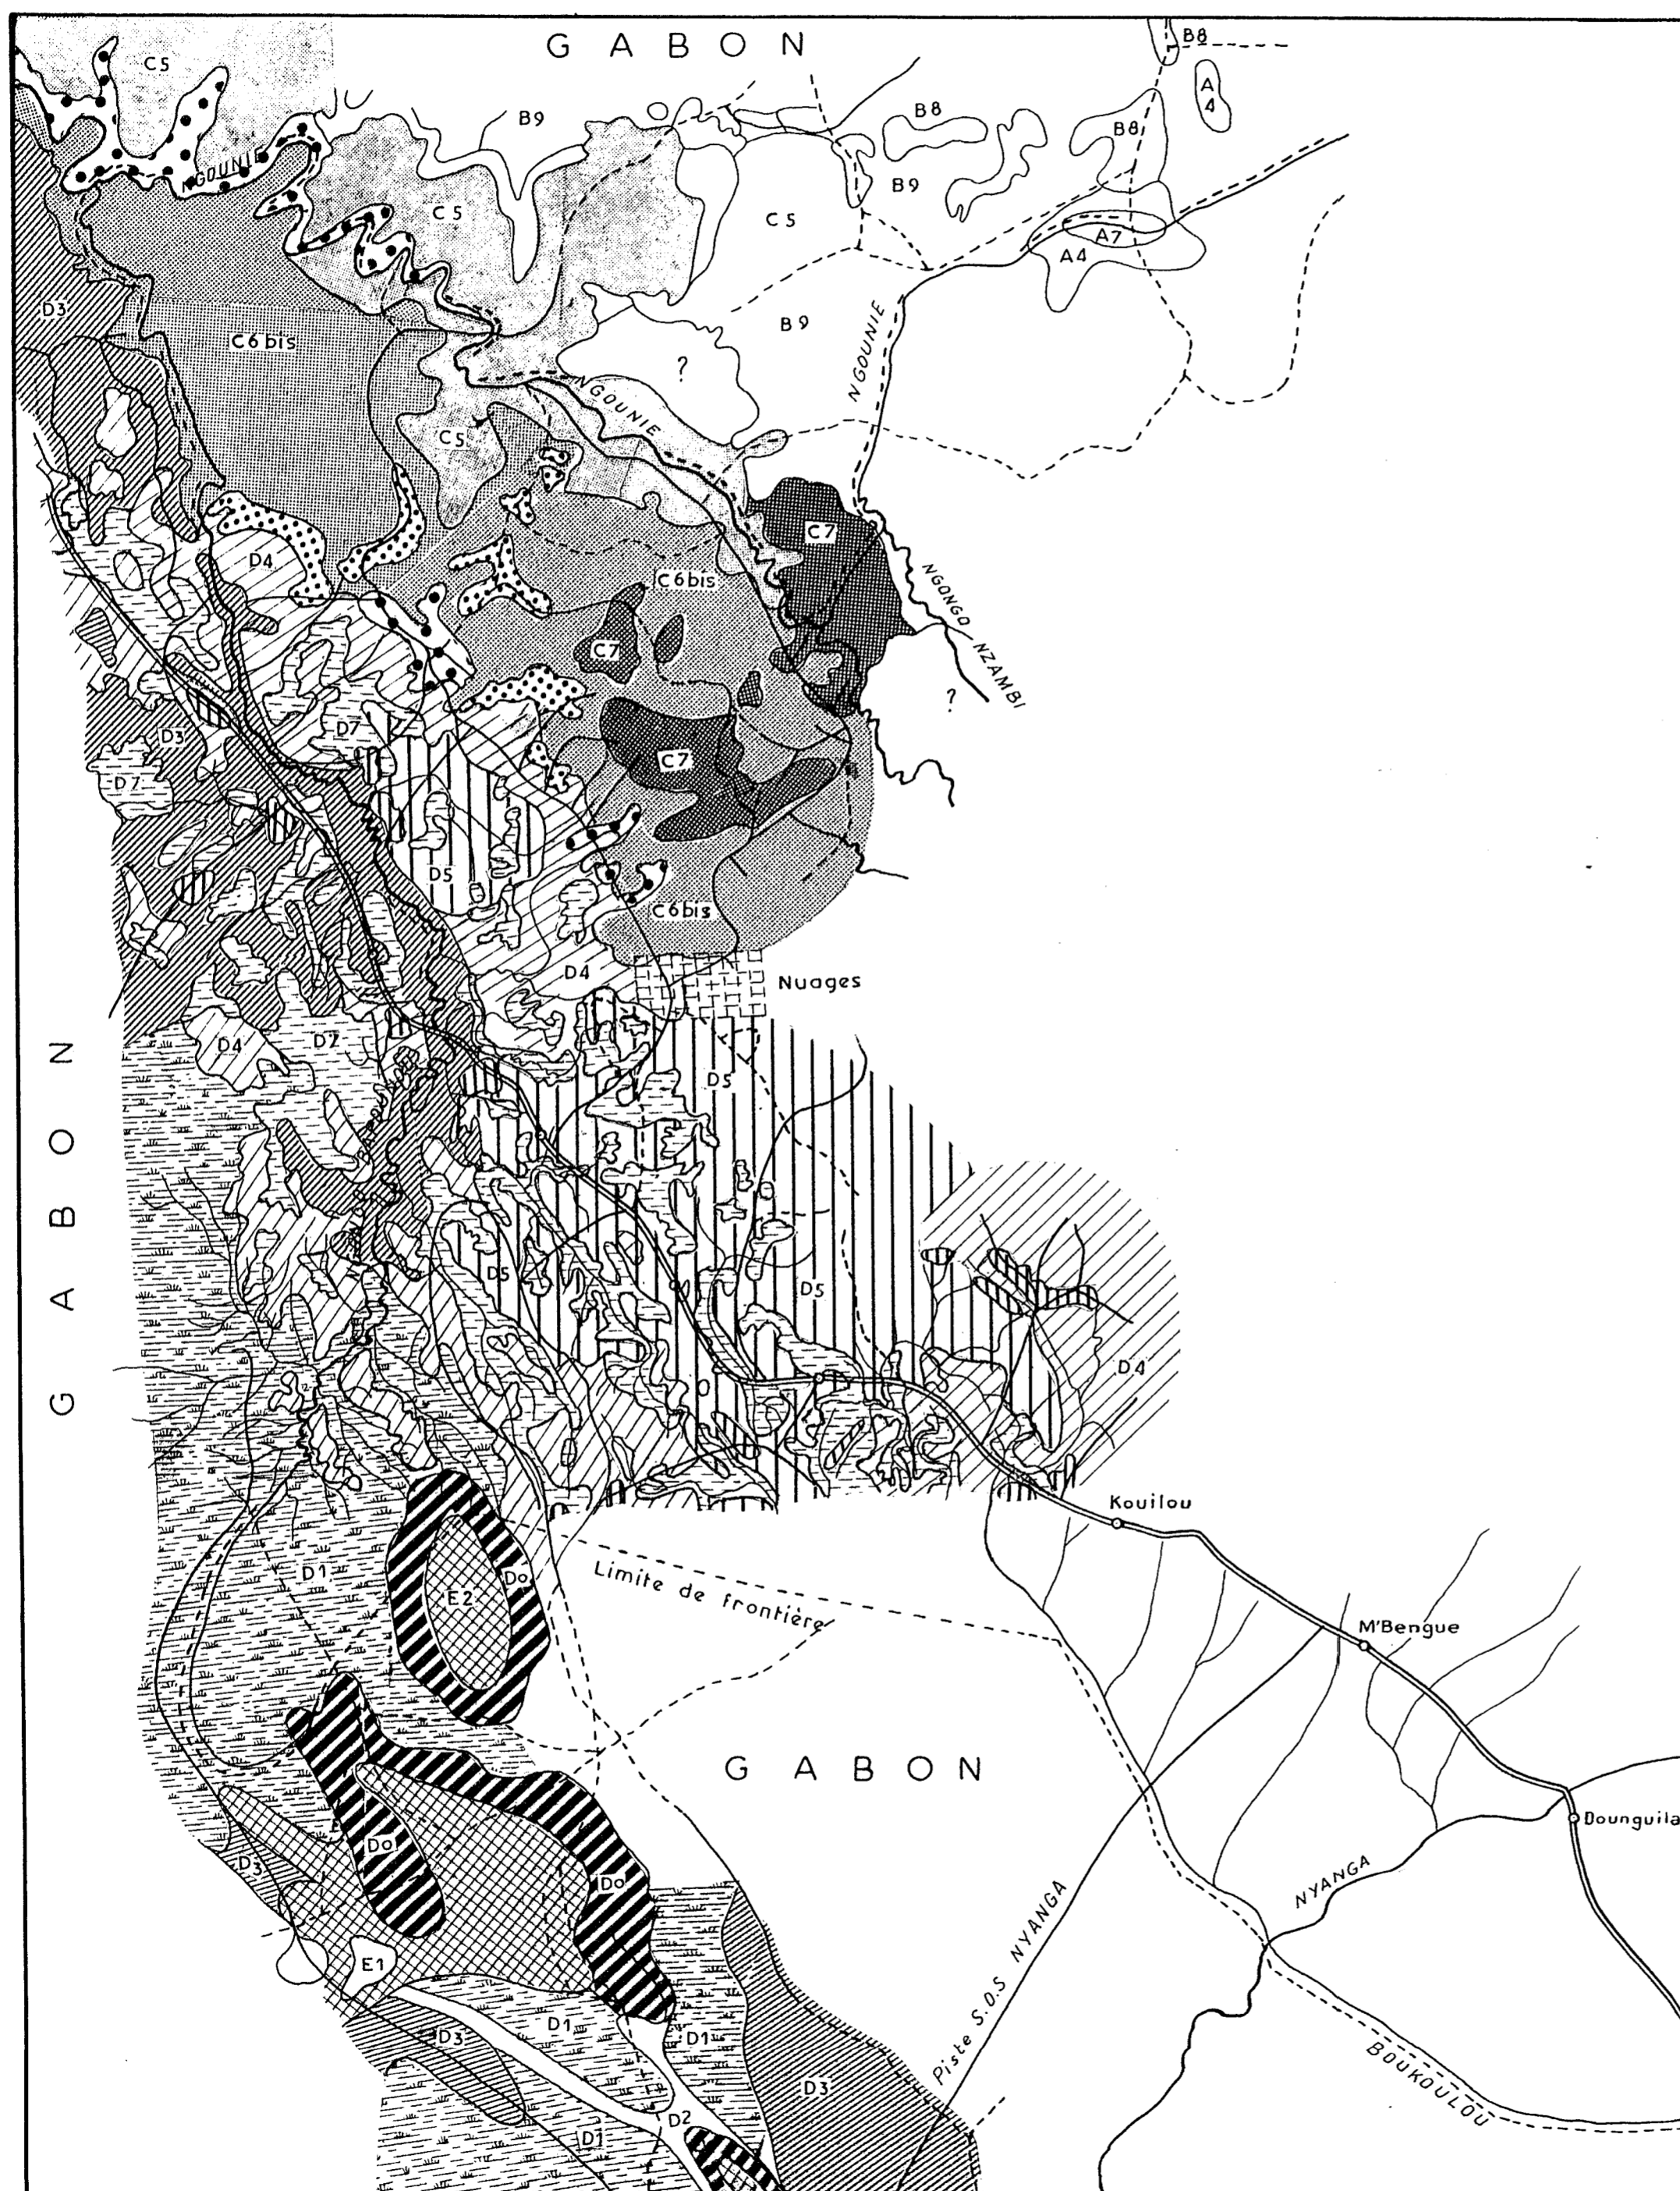 GABON
B8
C5
A4
B9
B8
B8
NGOUNIE
B9
C5
C5
A7
A4
D3
B9
C6bis
NGOUNIE
?
NGOUNIE
C5
C7
D4
C6bis
NGONGO NZAMBI
C7
?
D7
D3
C7
D7
D5
C6bis
D4
Nuages
D4
D7
D5
GABON
D5
D5
D4
Kouilou
D1
Limite de frontière
E2
Do
M'Bengue
GABON
Dounguila
Do
D3
Do
NYANGA
E1
Piste S.O.S NYANGA
D1
D3
D1
BOUKOULOU
D3
D2
D1